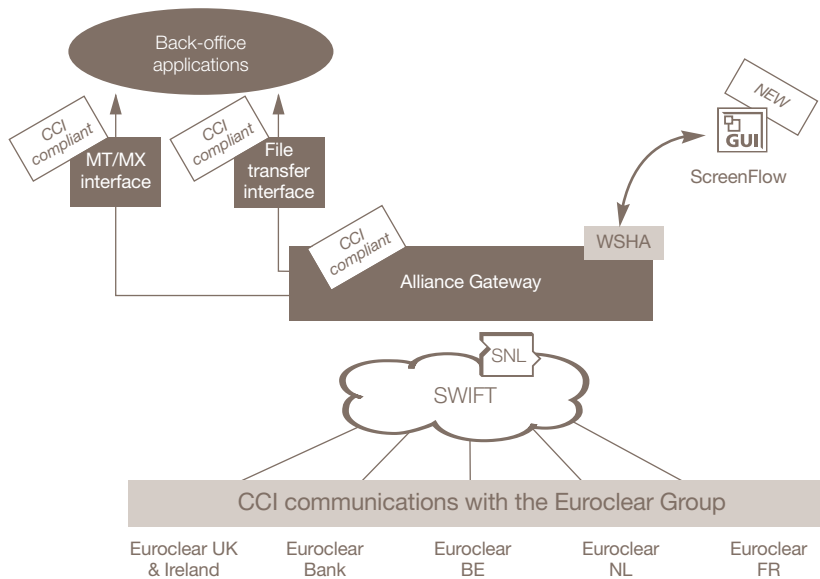 Back-office
applications
NEW
CCI
compliant
CCI
compliant
GUI
MT/MX
interface
File
transfer
interface
ScreenFlow
CCI
compliant
WSHA
Alliance Gateway
SNL
SWIFT
CCI communications with the Euroclear Group
Euroclear UK
& Ireland
Euroclear
Bank
Euroclear
BE
Euroclear
NL
Euroclear
FR